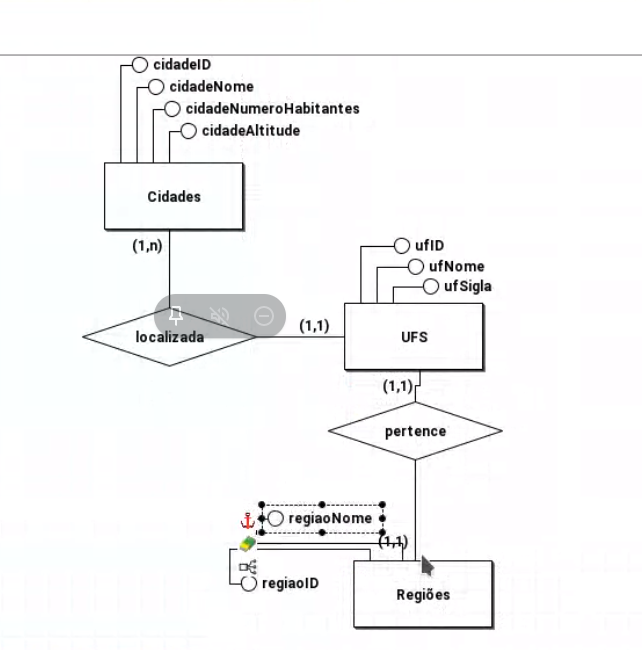 cidadeID
cidadeNome
cidadeNumeroHabitantes
cidadeAltitude
Cidades
(1,n)
ufID
ufNome
ufSigla
(1,1)
localizada
UFS
(1,1)
pertence
regiaoNome
(1,1)
regiaoID
Regiões